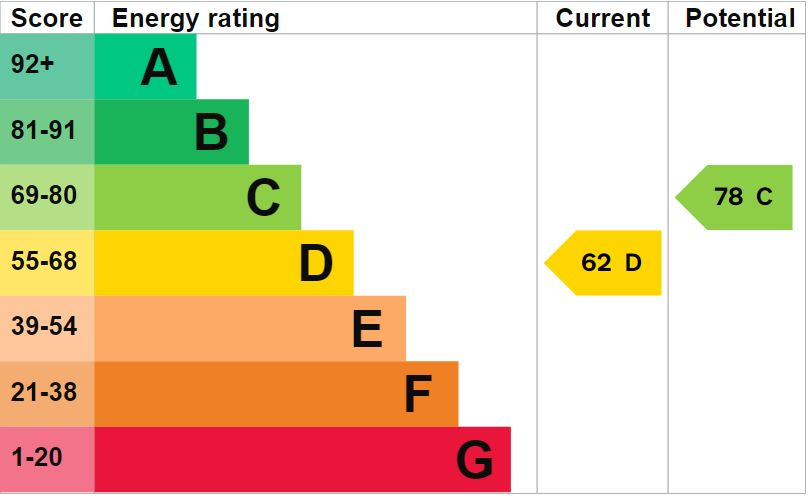 Score Energy rating Current Potential
92+ A
81-91 B
69-80 C 78 C
55-68 D 62 D
39-54 E
21-38 F
1-20 G